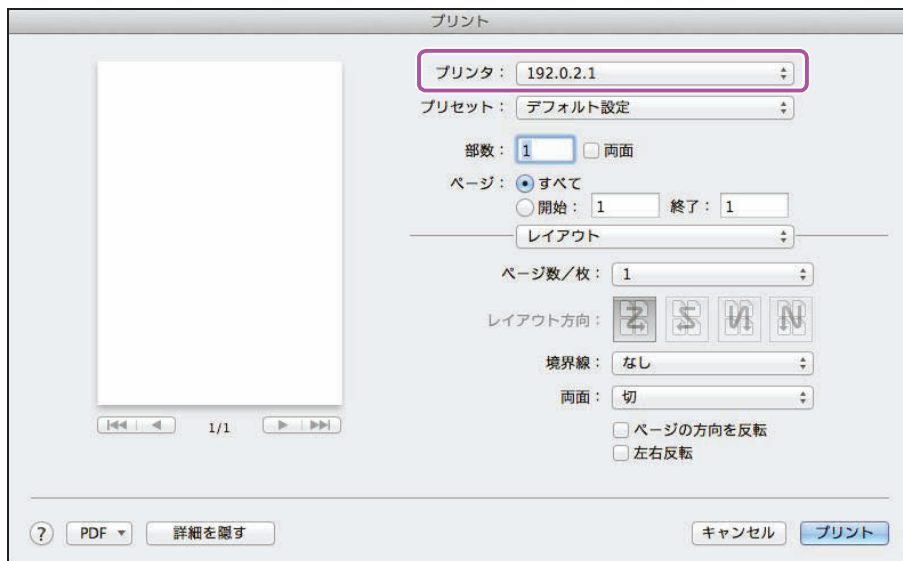 プリント
プリンタ： 192.0.2.1
プリセット： デフォルト設定
部数： 1 両面
ページ： すべて
開始： 1 終了： 1
レイアウト
ページ数／枚： 1
レイアウト方向：
境界線： なし
両面： 切
ページの方向を反転
左右反転
1/1
? PDF 詳細を隠す キャンセル プリント